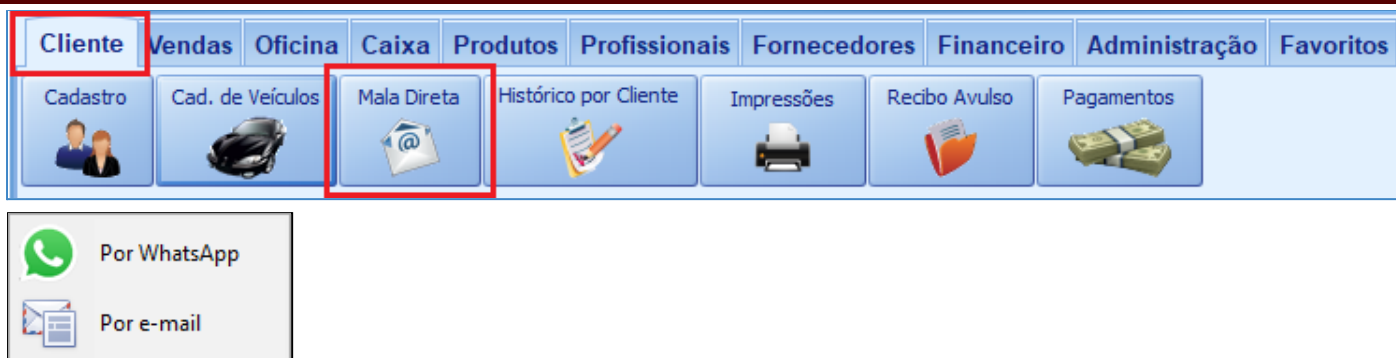 Cliente Vendas Oficina Caixa Produtos Profissionais Fornecedores Financeiro Administração Favoritos
Cadastro Cad. de Veículos Mala Direta Histórico por Cliente Impressões Recibo Avulso Pagamentos
Por WhatsApp
Por e-mail